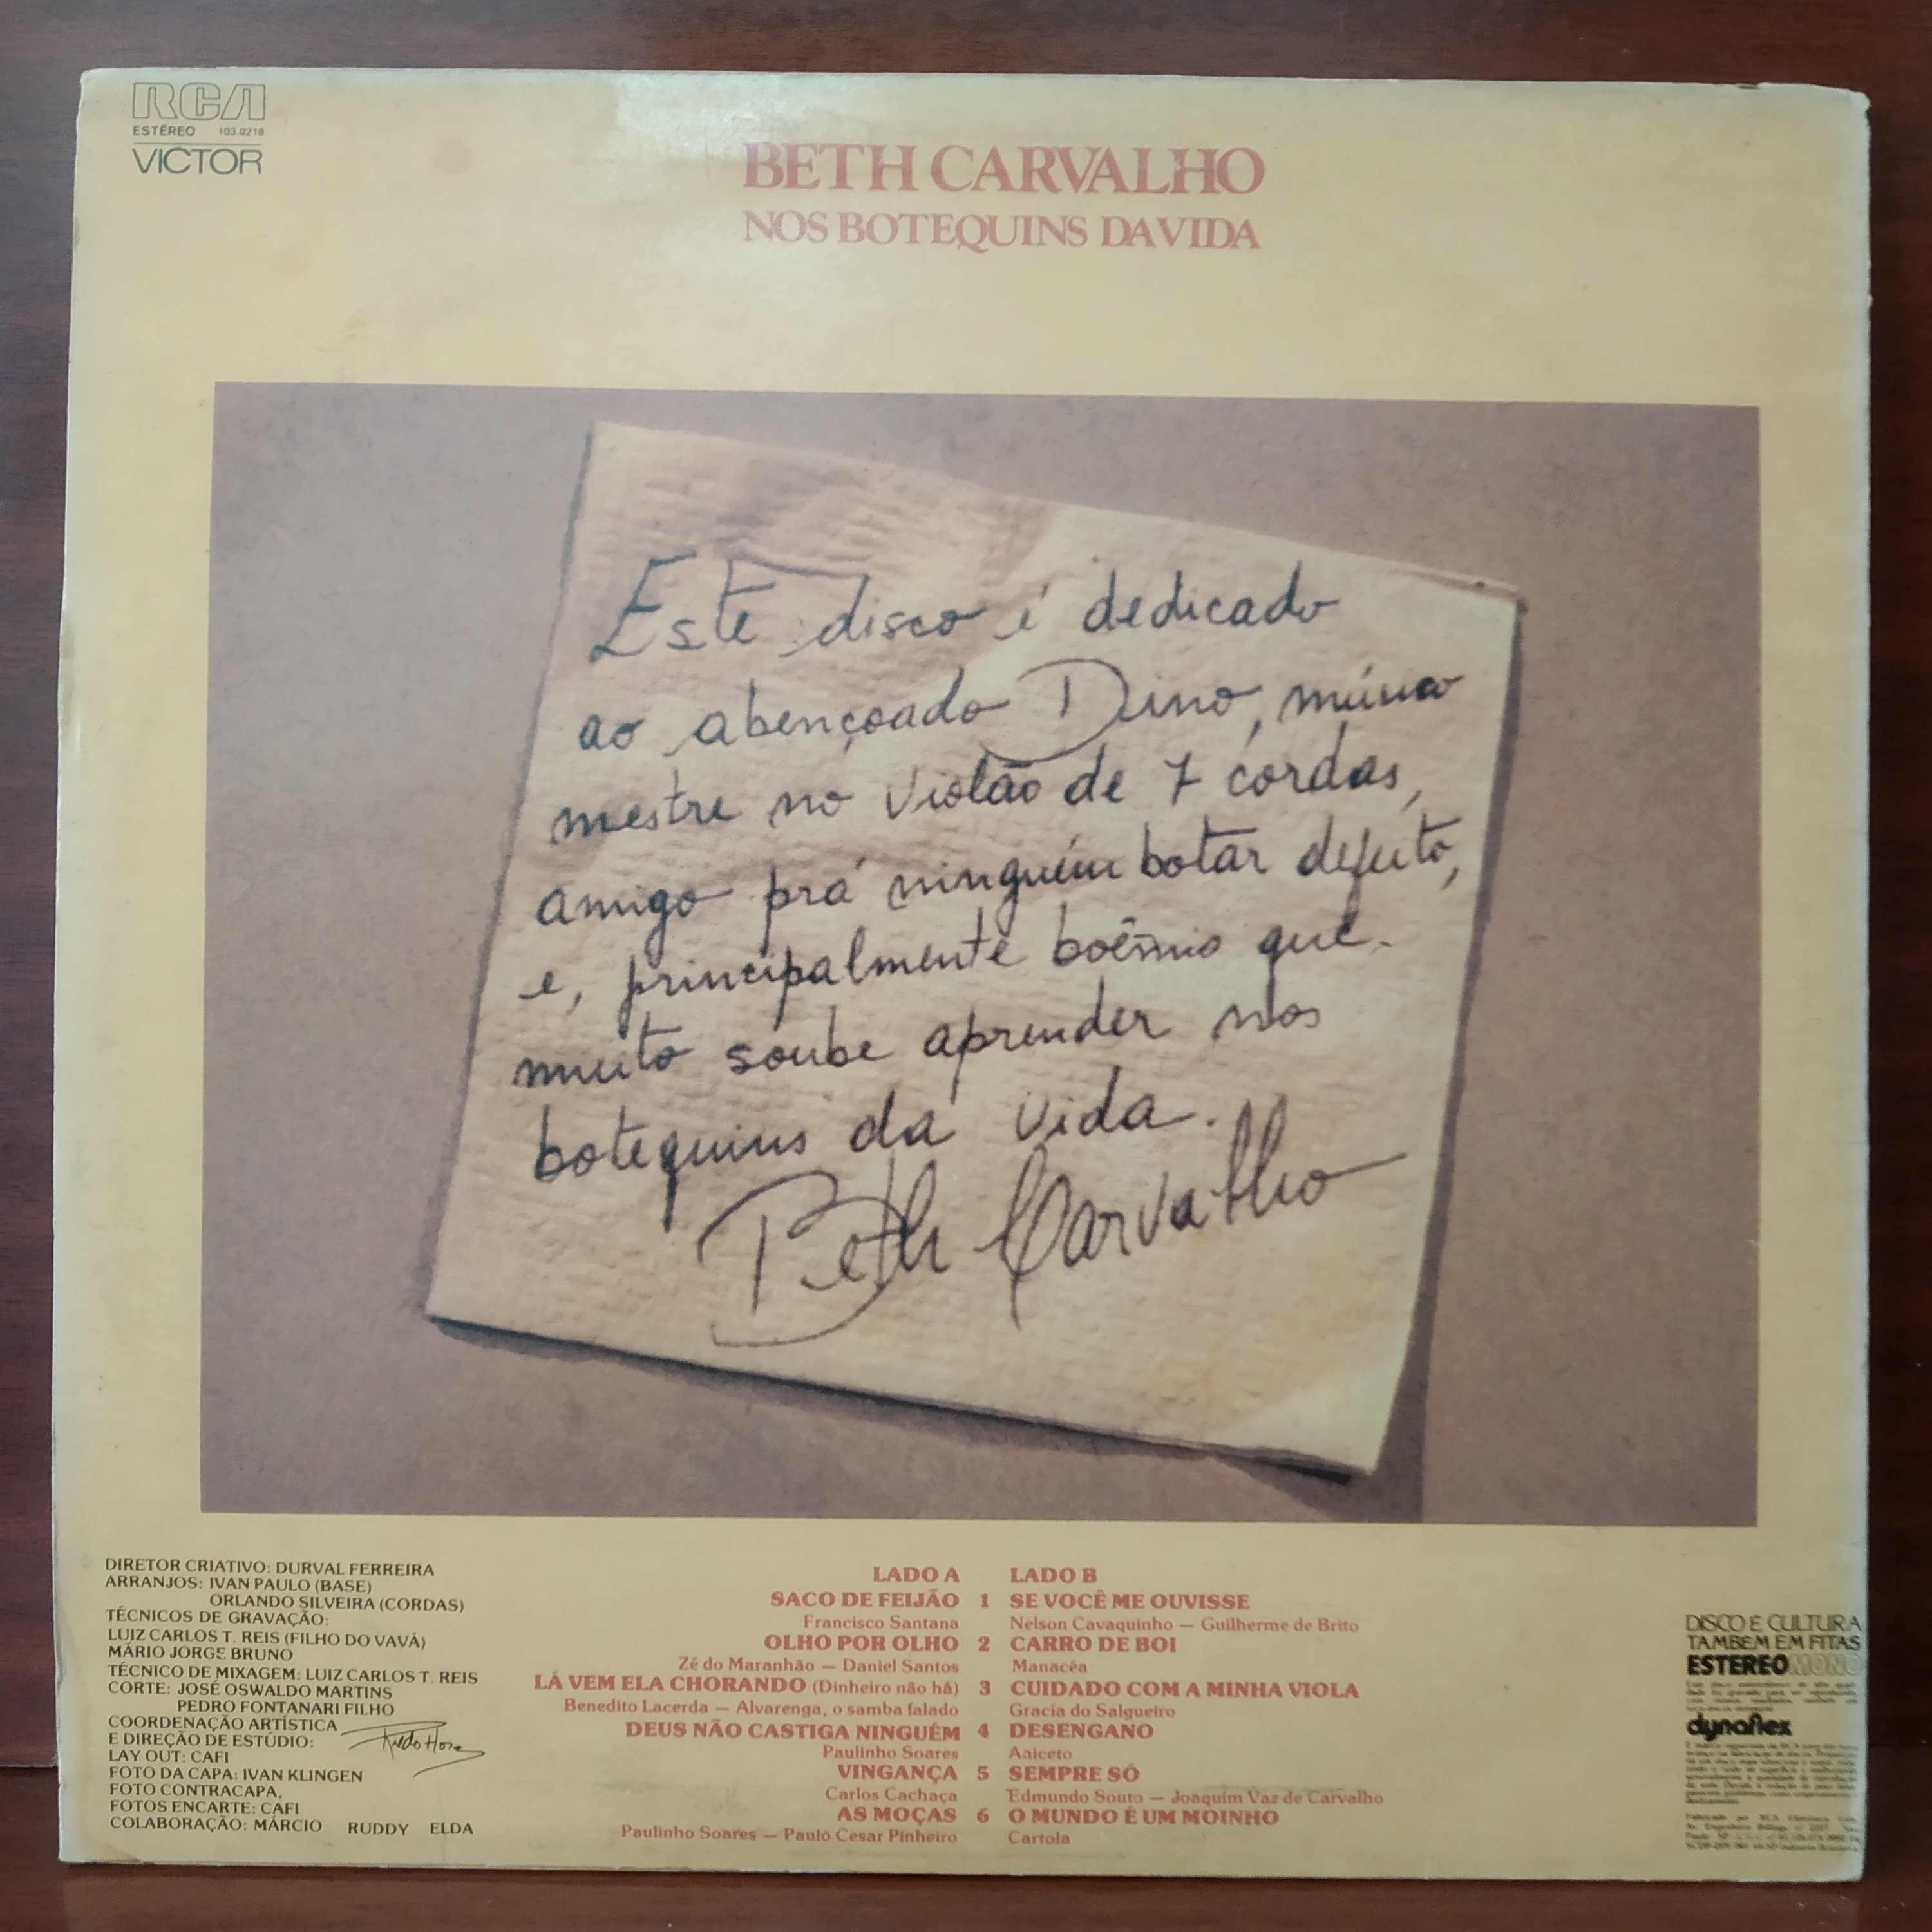 RCA
ESTÉREO 103.0218
VICTOR
BETH CARVALHO
NOS BOTEQUINS DA VIDA
Este disco é dedicado
ao abençoado Dino, músico
mestre no violão de 7 cordas,
amigo prá ninguém botar defeito,
e, principalmente boêmio que
muito soube aprender nos
botequins da vida.
Beth Carvalho
DIRETOR CRIATIVO: DURVAL FERREIRA
ARRANJOS: IVAN PAULO (BASE)
ORLANDO SILVEIRA (CORDAS)
TÉCNICOS DE GRAVAÇÃO:
LUIZ CARLOS T. REIS (FILHO DO VAVÁ)
MÁRIO JORGE BRUNO
TÉCNICO DE MIXAGEM: LUIZ CARLOS T. REIS
CORTE: JOSÉ OSWALDO MARTINS
PEDRO FONTANARI FILHO
COORDENAÇÃO ARTÍSTICA
E DIREÇÃO DE ESTÚDIO: Rildo Hora
LAY OUT: CAFI
FOTO DA CAPA: IVAN KLINGEN
FOTO CONTRACAPA,
FOTOS ENCARTE: CAFI
COLABORAÇÃO: MÁRCIO RUDDY ELDA
LADO A LADO B
SACO DE FEIJÃO 1 SE VOCÊ ME OUVISSE
Francisco Santana Nelson Cavaquinho — Guilherme de Brito
OLHO POR OLHO 2 CARRO DE BOI
Zé do Maranhão — Daniel Santos Manacéa
LÁ VEM ELA CHORANDO (Dinheiro não há) 3 CUIDADO COM A MINHA VIOLA
Benedito Lacerda — Alvarenga, o samba falado Gracia do Salgueiro
DEUS NÃO CASTIGA NINGUÉM 4 DESENGANO
Paulinho Soares Aniceto
VINGANÇA 5 SEMPRE SÓ
Carlos Cachaça Edmundo Souto — Joaquim Vaz de Carvalho
AS MOÇAS 6 O MUNDO É UM MOINHO
Paulinho Soares — Paulo Cesar Pinheiro Cartola
DISCO É CULTURA
TAMBÉM EM FITAS
ESTEREO MONO
dynaflex